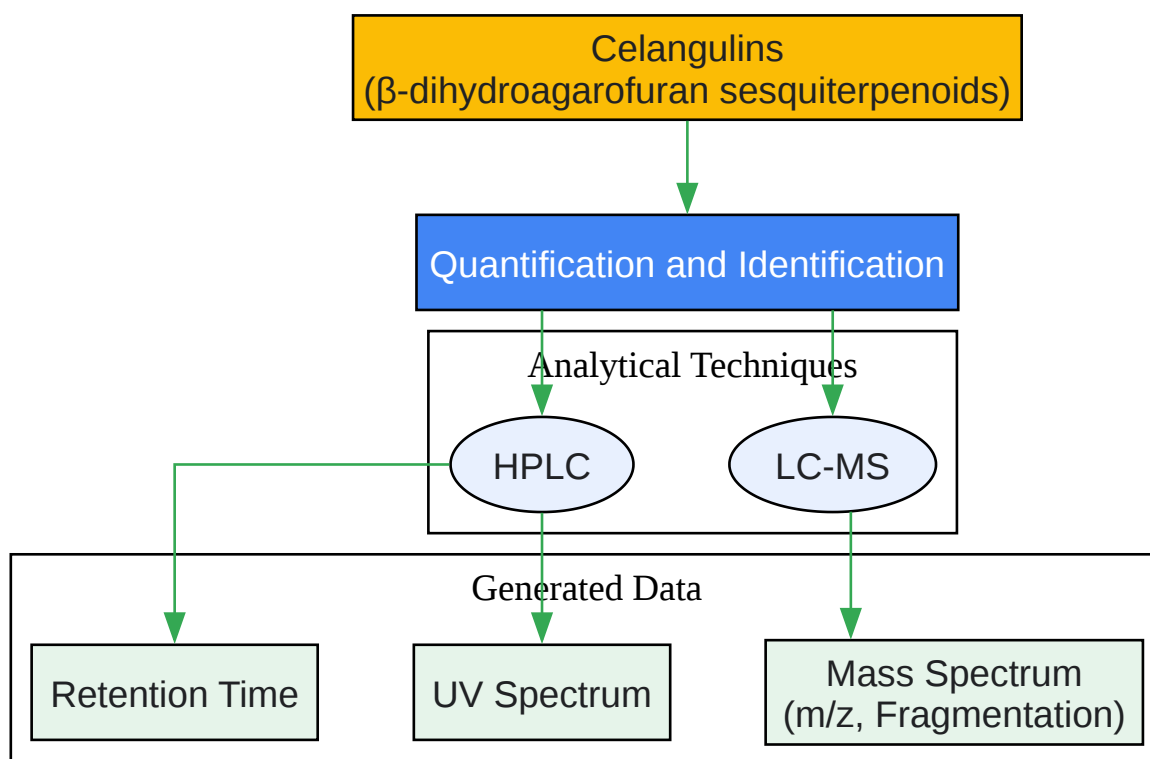 Celangulins
(β-dihydroagarofuran sesquiterpenoids)
Quantification and Identification
Analytical Techniques
HPLC
LC-MS
Generated Data
Retention Time
UV Spectrum
Mass Spectrum
(m/z, Fragmentation)